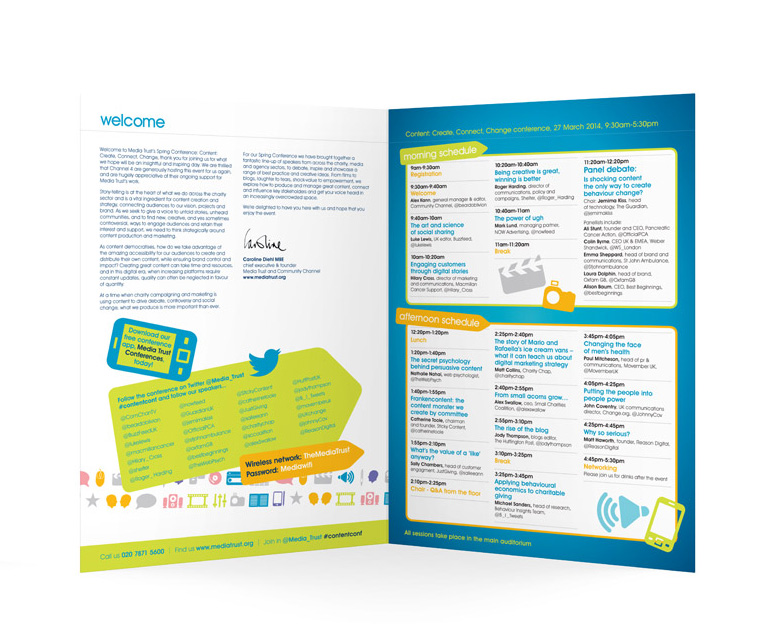 welcome
Welcome to Media Trust's Spring Conference: Content:
Create, Connect, Change, thank you for joining us for what
we hope will be an insightful and inspiring day. We are thrilled
that Channel 4 are generously hosting this event for us again,
and are hugely appreciative of their ongoing support for
Media Trust's work.
Story-telling is at the heart of what we do across the charity
sector and is a vital ingredient for content creation and
strategy, connecting audiences to our vision, projects and
brand. As we seek to give a voice to untold stories, unheard
communities, and to find new, creative, and yes sometimes
controversial, ways to engage audiences and retain their
interest and support, we need to think strategically around
content production and marketing.
As content democratises, how do we take advantage of
the amazing accessibility for our audiences to create and
distribute their own content, while ensuring brand control and
impact? Creating great content can take time and resources,
and in this digital era, when increasing platforms require
constant updates, quality can often be neglected in favour
of quantity.
At a time when charity campaigning and marketing is
using content to drive debate, controversy and social
change, what we produce is more important than ever.
For our Spring Conference we have brought together a
fantastic line-up of speakers from across the charity, media
and agency sectors, to debate, inspire and showcase a
range of best practice and creative ideas. From films to
blogs, laughter to tears, shock-value to empowerment, we
explore how to produce and manage great content, connect
and influence key stakeholders and get your voice heard in
an increasingly overcrowded space.
We're delighted to have you here with us and hope that you
enjoy the event.
Caroline
Caroline Diehl MBE
chief executive & founder
Media Trust and Community Channel
www.mediatrust.org
Download our
free conference
app, Media Trust
Conferences,
today!
Follow the conference on Twitter @Media_Trust
#contentconf and follow our speakers...
@ComChanTV
@beardablivion
@BuzzFeedUK
@lukelewis
@macmillancancer
@Hilary_Cross
@shelter
@Roger_Harding
@nowteed
@Guardian
@jemimakiss
@OfficialPCA
@stjohnambulance
@oxfamGB
@bestbeginnings
@TheWebPsych
@StickyContent
@catherinetoole
@JustGiving
@charitychap
@alexswallow
@jodythompson
@B_I_Tweets
@MovemberUK
@change
@johnnyCov
@ReasonDigital
Wireless network: TheMediaTrust
Password: Mediawifi
Call us 020 7871 5600 | Find us www.mediatrust.org | Join in @Media_Trust #contentconf
Content: Create, Connect, Change conference, 27 March 2014, 9:30am-5:30pm
morning schedule
9am-9:30am
Registration
9:30am-9:40am
Welcome
Alex Kann, general manager & editor,
Community Channel, @beardablivion
9:40am-10am
The art and science
of social sharing
Luke Lewis, UK editor, Buzzfeed,
@lukelewis
10am-10:20am
Engaging customers
through digital stories
Hilary Cross, director of marketing
and communications, Macmillan
Cancer Support, @Hilary_Cross
10:20am-10:40am
Being creative is great,
winning is better
Roger Harding, director of
communications, policy and
campaigns, Shelter, @Roger_Harding
10:40am-11am
The power of ugh
Mark Lund, managing partner,
NOW Advertising, @nowteed
11am-11:20am
Break
11:20am-12:20pm
Panel debate:
Is shocking content
the only way to create
behaviour change?
Chair: Jemima Kiss, head
of technology, The Guardian,
@jemimakiss
Panellists include:
Ali Stunt, founder and CEO, Pancreatic
Cancer Action, @OfficialPCA
Colin Byrne, CEO UK & EMEA, Weber
Shandwick, @WS_London
Emma Sheppard, head of brand and
communications, St John Ambulance,
@Stjohnambulance
Laura Dolphin, head of brand,
Oxfam GB, @OxfamGB
Alison Baum, CEO, Best Beginnings,
@bestbeginnings
afternoon schedule
12:20pm-1:20pm
Lunch
1:20pm-1:40pm
The secret psychology
behind persuasive content
Nathalie Nahai, web psychologist,
@TheWebPsych
1:40pm-1:55pm
Frankencontent: the
content monster we
create by committee
Catherine Toole, chairman
and founder, Sticky Content
@catherinetoole
1:55pm-2:10pm
What's the value of a 'like'
anyway?
Sally Chambers, head of customer
engagment, JustGiving,
2:10pm-2:25pm
Chair - Q&A from the floor
2:25pm-2:40pm
The story of Mario and
Rafaella's ice cream vans –
what it can teach us about
digital marketing strategy
Matt Collins, Charity Chap,
@charitychap
2:40pm-2:55pm
From small acorns grow...
Alex Swallow, ceo, Small Charities
Coalition, @alexswallow
2:55pm-3:10pm
The rise of the blog
Jody Thompson, blogs editor,
The Huffington Post, @jodythompson
3:10pm-3:25pm
Break
3:25pm-3:45pm
Applying behavioural
economics to charitable
giving
Michael Sanders, head of research,
Behaviour Insights Team,
@B_I_Tweets
3:45pm-4:05pm
Changing the face
of men's health
Paul Mitcheson, head of pr &
communications, Movember UK,
@MovemberUK
4:05pm-4:25pm
Putting the people into
people power
John Coventry, UK communications
director, Change.org, @JohnnyCov
4:25pm-4:45pm
Why so serious?
Matt Haworth, founder, Reason Digital,
@ReasonDigital
4:45pm-5:30pm
Networking
Please join us for drinks after the event
All sessions take place in the main auditorium